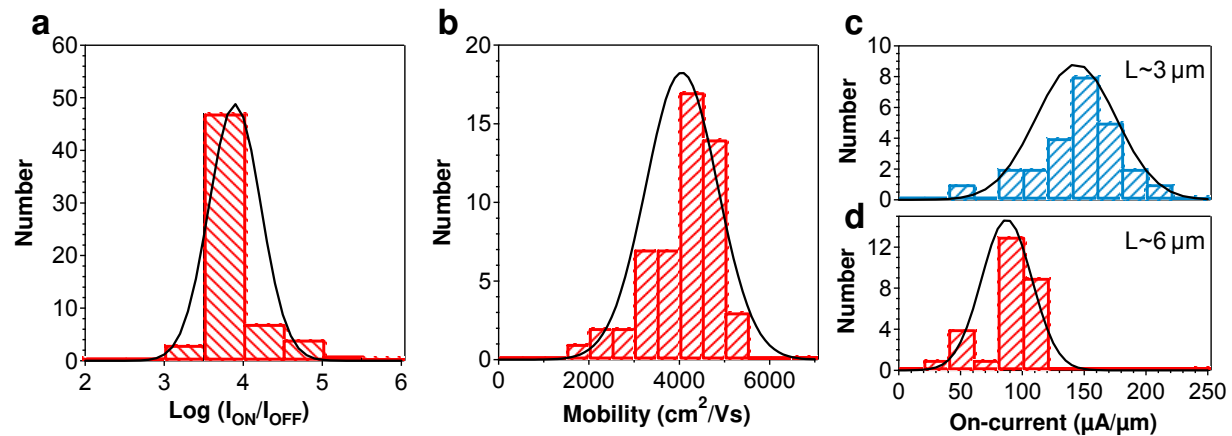 a
60
50
40
30
20
10
0
Number
2
3
4
5
6
Log (I_ON/I_OFF)
b
20
15
10
5
0
Number
0
2000
4000
6000
Mobility (cm²/Vs)
c
10
8
6
4
2
0
Number
L~3 µm
d
12
8
4
0
Number
L~6 µm
0
50
100
150
200
250
On-current (µA/µm)